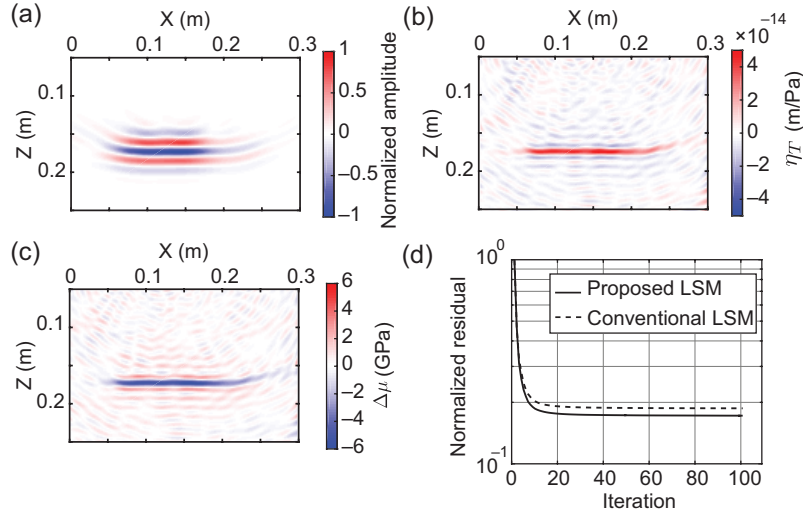 (a)
X (m)
0 0.1 0.2 0.3
Z (m)
0.1
0.2
1
0.5
0
−0.5
−1
Normalized amplitude
(b)
X (m)
0 0.1 0.2 0.3
Z (m)
0.1
0.2
×10⁻¹⁴
4
2
0
−2
−4
η_T (m/Pa)
(c)
X (m)
0 0.1 0.2 0.3
Z (m)
0.1
0.2
6
4
2
0
−2
−4
−6
Δμ (GPa)
(d)
10⁰
10⁻¹
Normalized residual
Proposed LSM
Conventional LSM
0 20 40 60 80 100
Iteration